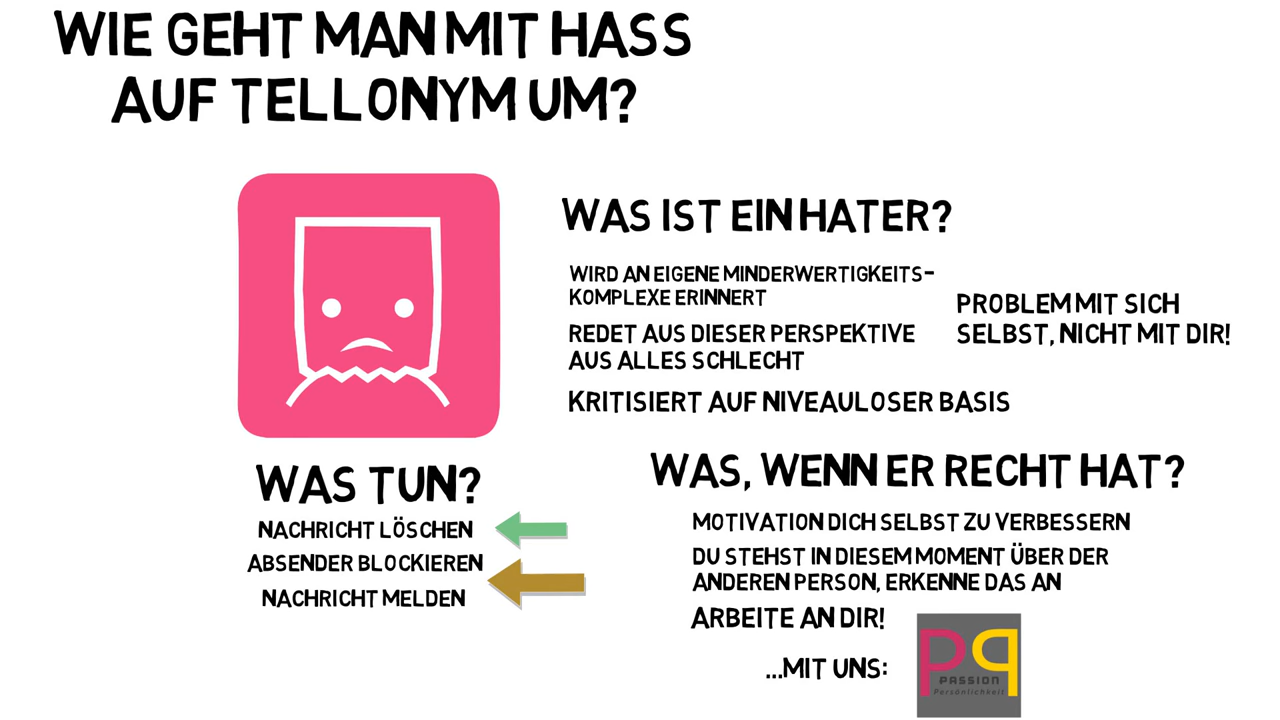 WIE GEHT MAN MIT HASS
AUF TELLONYM UM?
WAS IST EIN HATER?
WIRD AN EIGENE MINDERWERTIGKEITS-
KOMPLEXE ERINNERT
REDET AUS DIESER PERSPEKTIVE
AUS ALLES SCHLECHT
KRITISIERT AUF NIVEAULOSER BASIS
PROBLEM MIT SICH
SELBST, NICHT MIT DIR!
WAS TUN?
NACHRICHT LÖSCHEN
ABSENDER BLOCKIEREN
NACHRICHT MELDEN
WAS, WENN ER RECHT HAT?
MOTIVATION DICH SELBST ZU VERBESSERN
DU STEHST IN DIESEM MOMENT ÜBER DER
ANDEREN PERSON, ERKENNE DAS AN
ARBEITE AN DIR!
...MIT UNS:
PASSION
Persönlichkeit